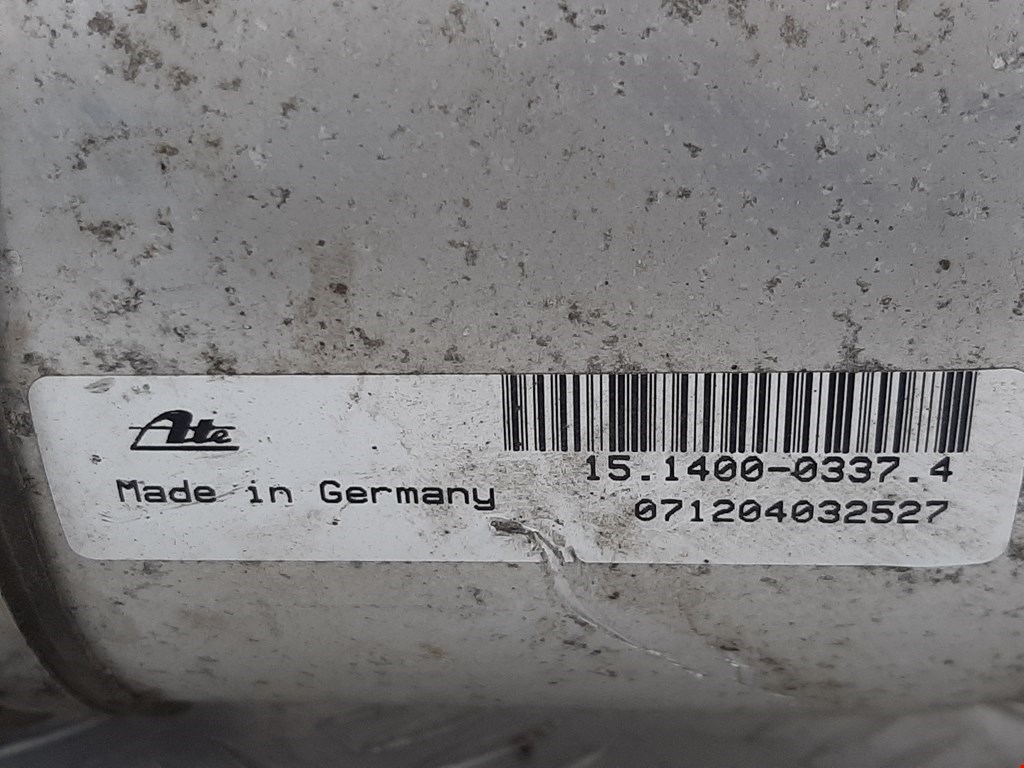 Ate
Made in Germany
15.1400-0337.4
071204032527